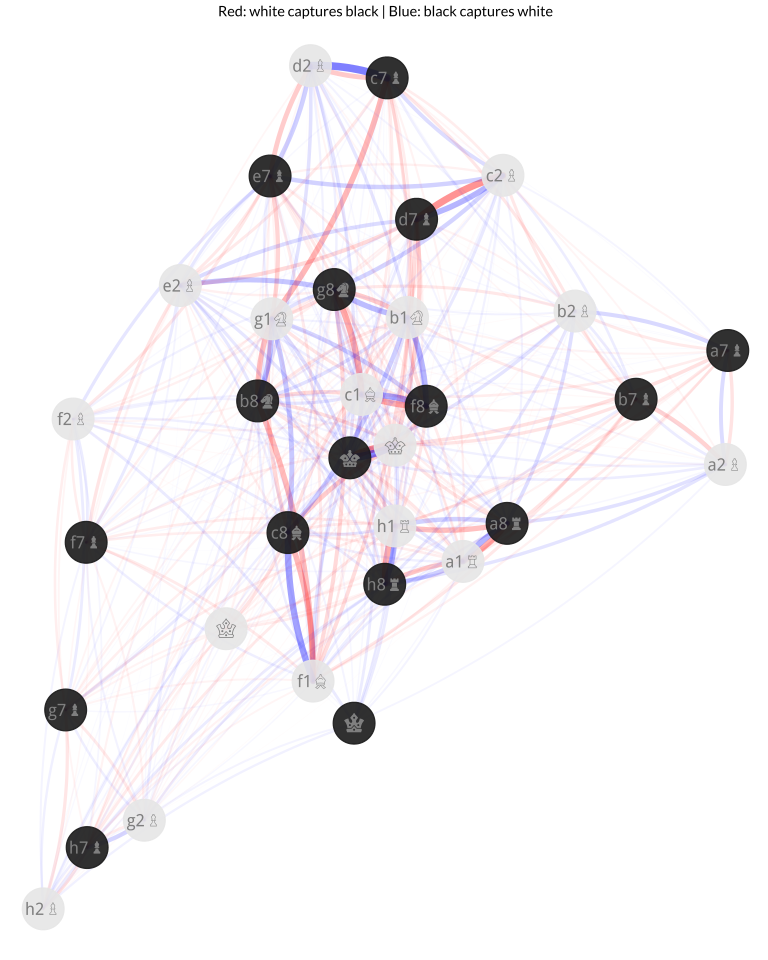 Red: white captures black | Blue: black captures white
d2
c7
e7
c2
d7
e2
g8
b2
g1
b1
a7
b8
c1
f8
b7
f2
a2
h1
a8
c8
f7
a1
h8
f1
g7
g2
h7
h2